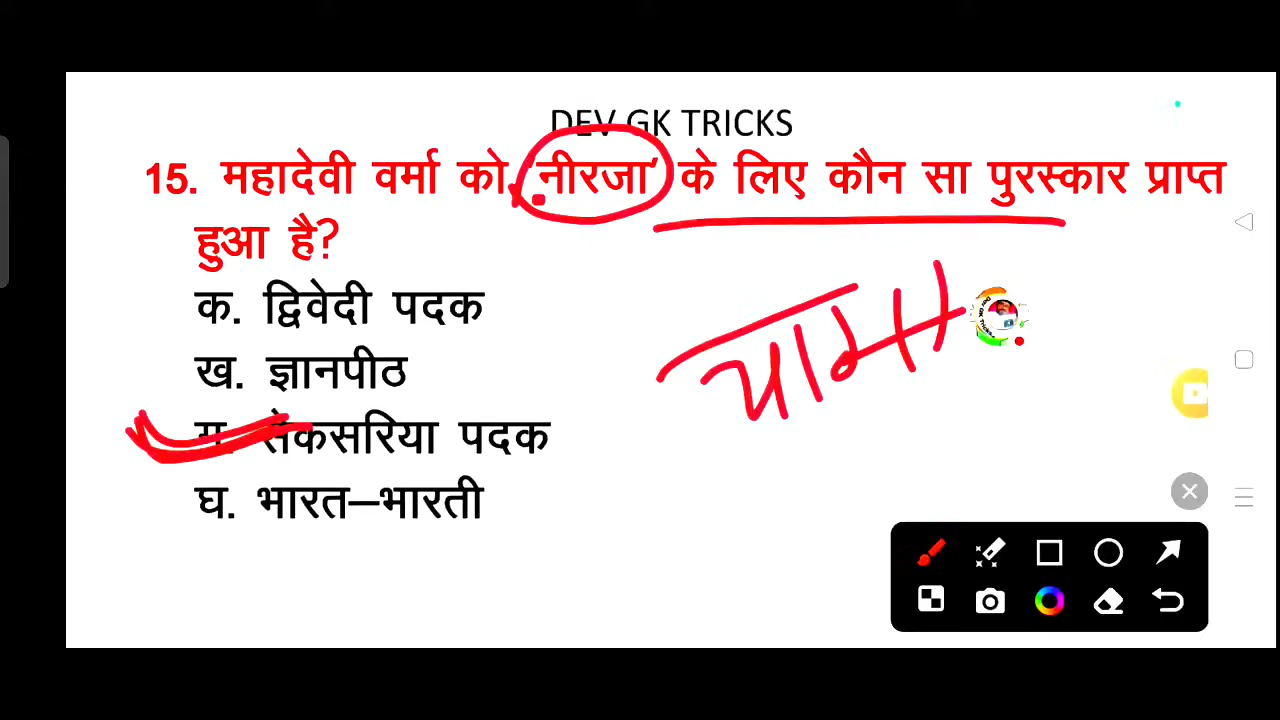 DEV GK TRICKS
15. महादेवी वर्मा को 'नीरजा' के लिए कौन सा पुरस्कार प्राप्त
हुआ है?
क. द्विवेदी पदक
ख. ज्ञानपीठ
यामा
ग. सेकसरिया पदक
घ. भारत–भारती